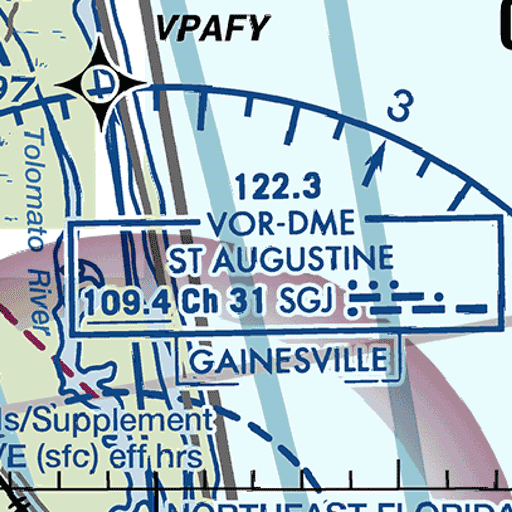 VPAFY
97
3
Tolomato River
122.3
VOR-DME
ST AUGUSTINE
109.4 Ch 31 SGJ
GAINESVILLE
ls/Supplement
/E (sfc) eff hrs
NORTHEAST FLORIDA